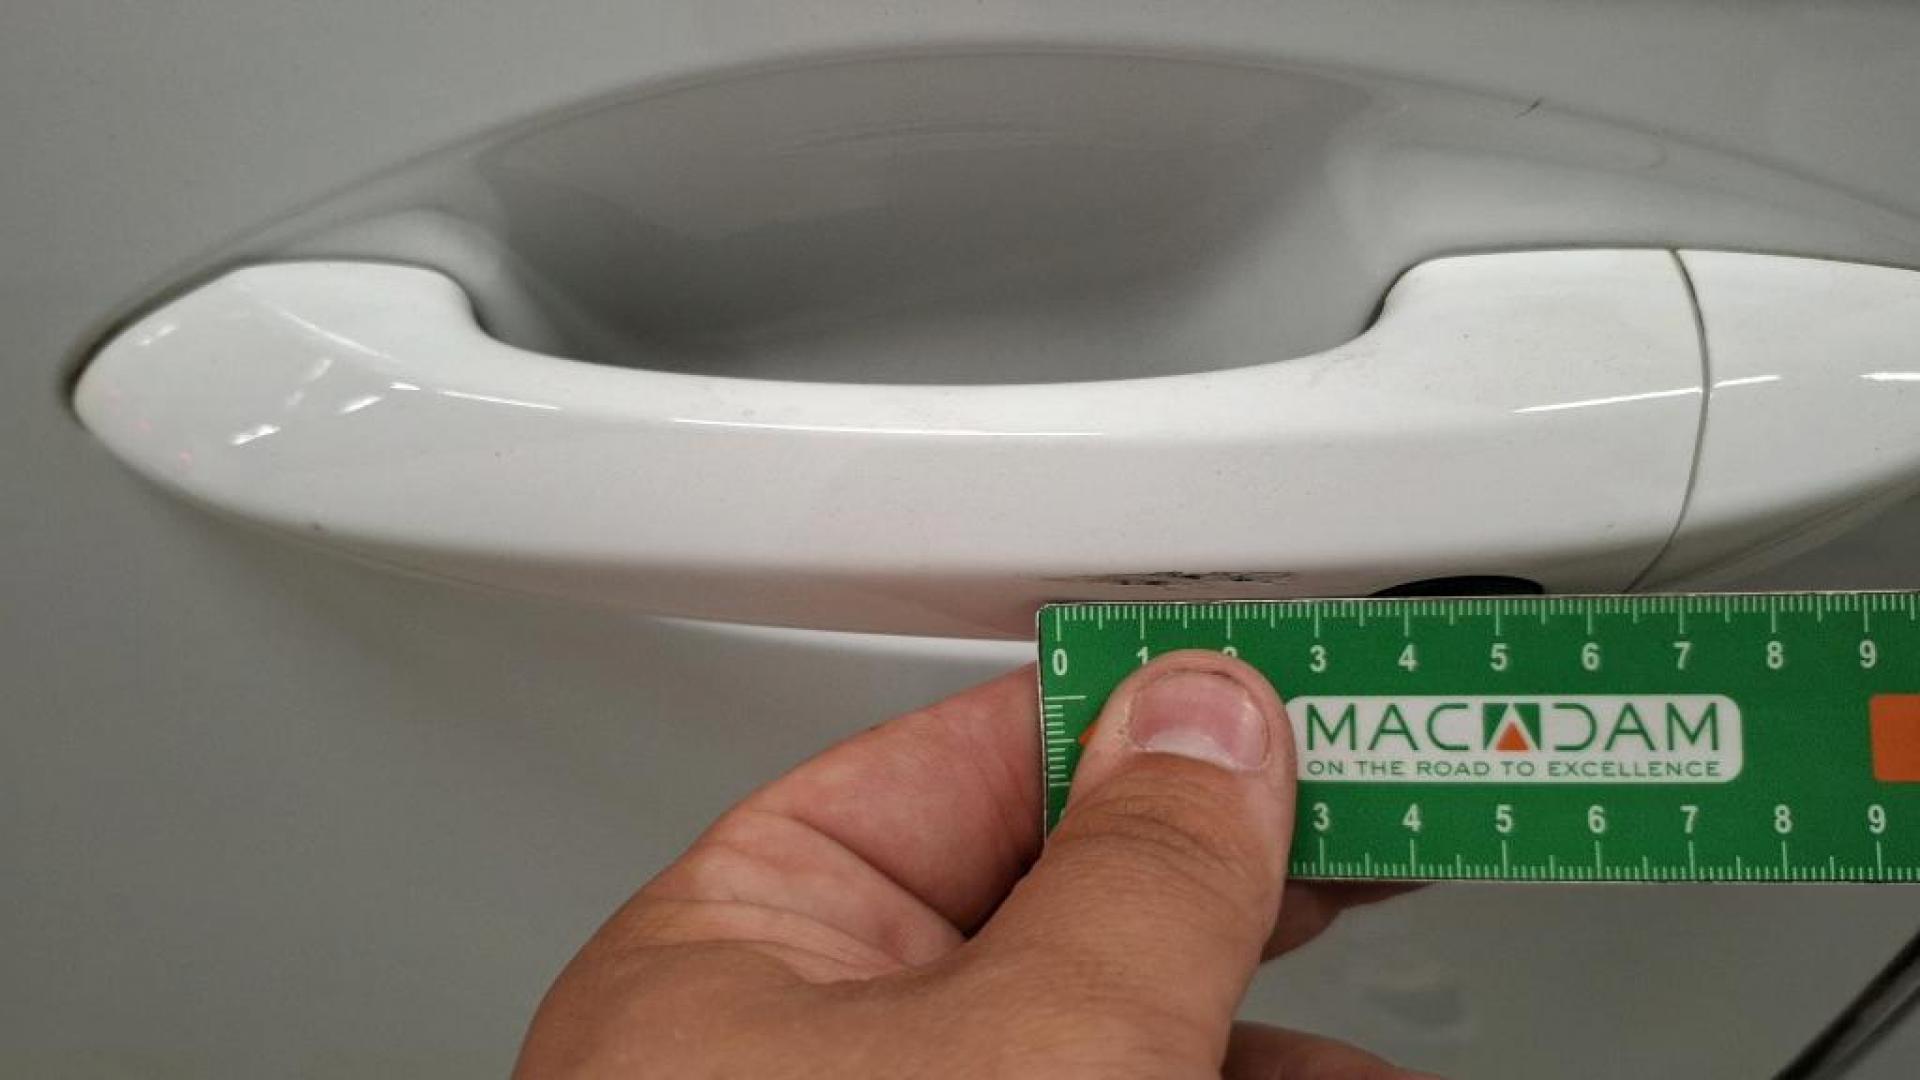 0 1 2 3 4 5 6 7 8 9
MACADAM
ON THE ROAD TO EXCELLENCE
3 4 5 6 7 8 9